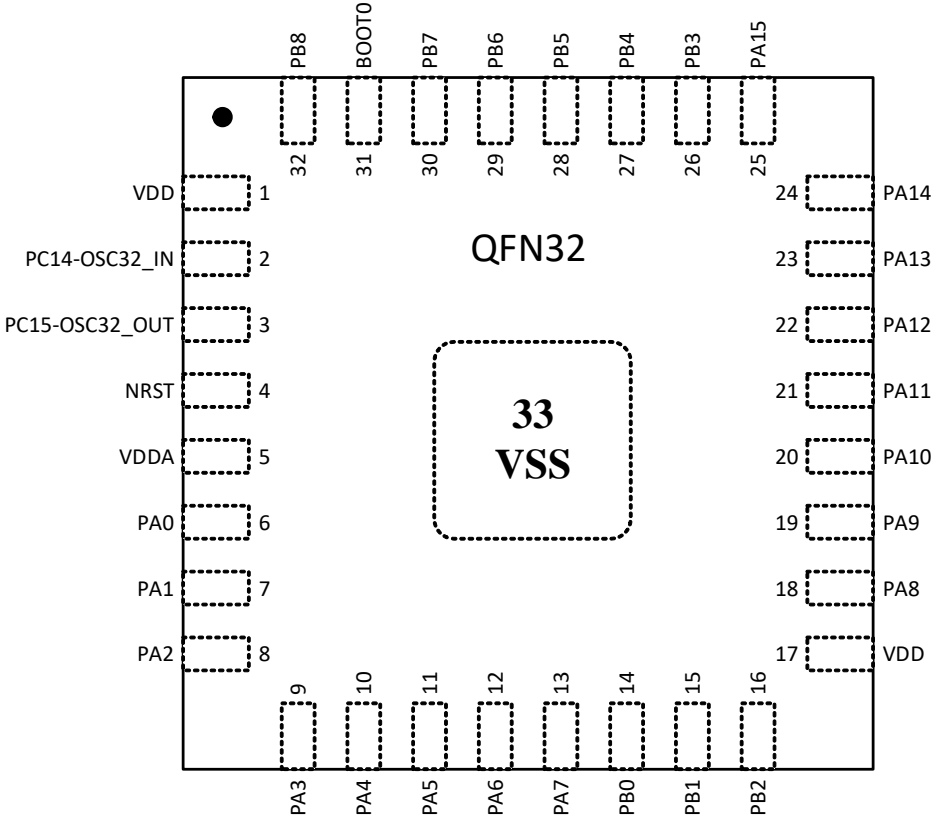 PB8
BOOT0
PB7
PB6
PB5
PB4
PB3
PA15
32
31
30
29
28
27
26
25
VDD 1
PC14-OSC32_IN 2
PC15-OSC32_OUT 3
NRST 4
VDDA 5
PA0 6
PA1 7
PA2 8
QFN32
33
VSS
24 PA14
23 PA13
22 PA12
21 PA11
20 PA10
19 PA9
18 PA8
17 VDD
9
10
11
12
13
14
15
16
PA3
PA4
PA5
PA6
PA7
PB0
PB1
PB2